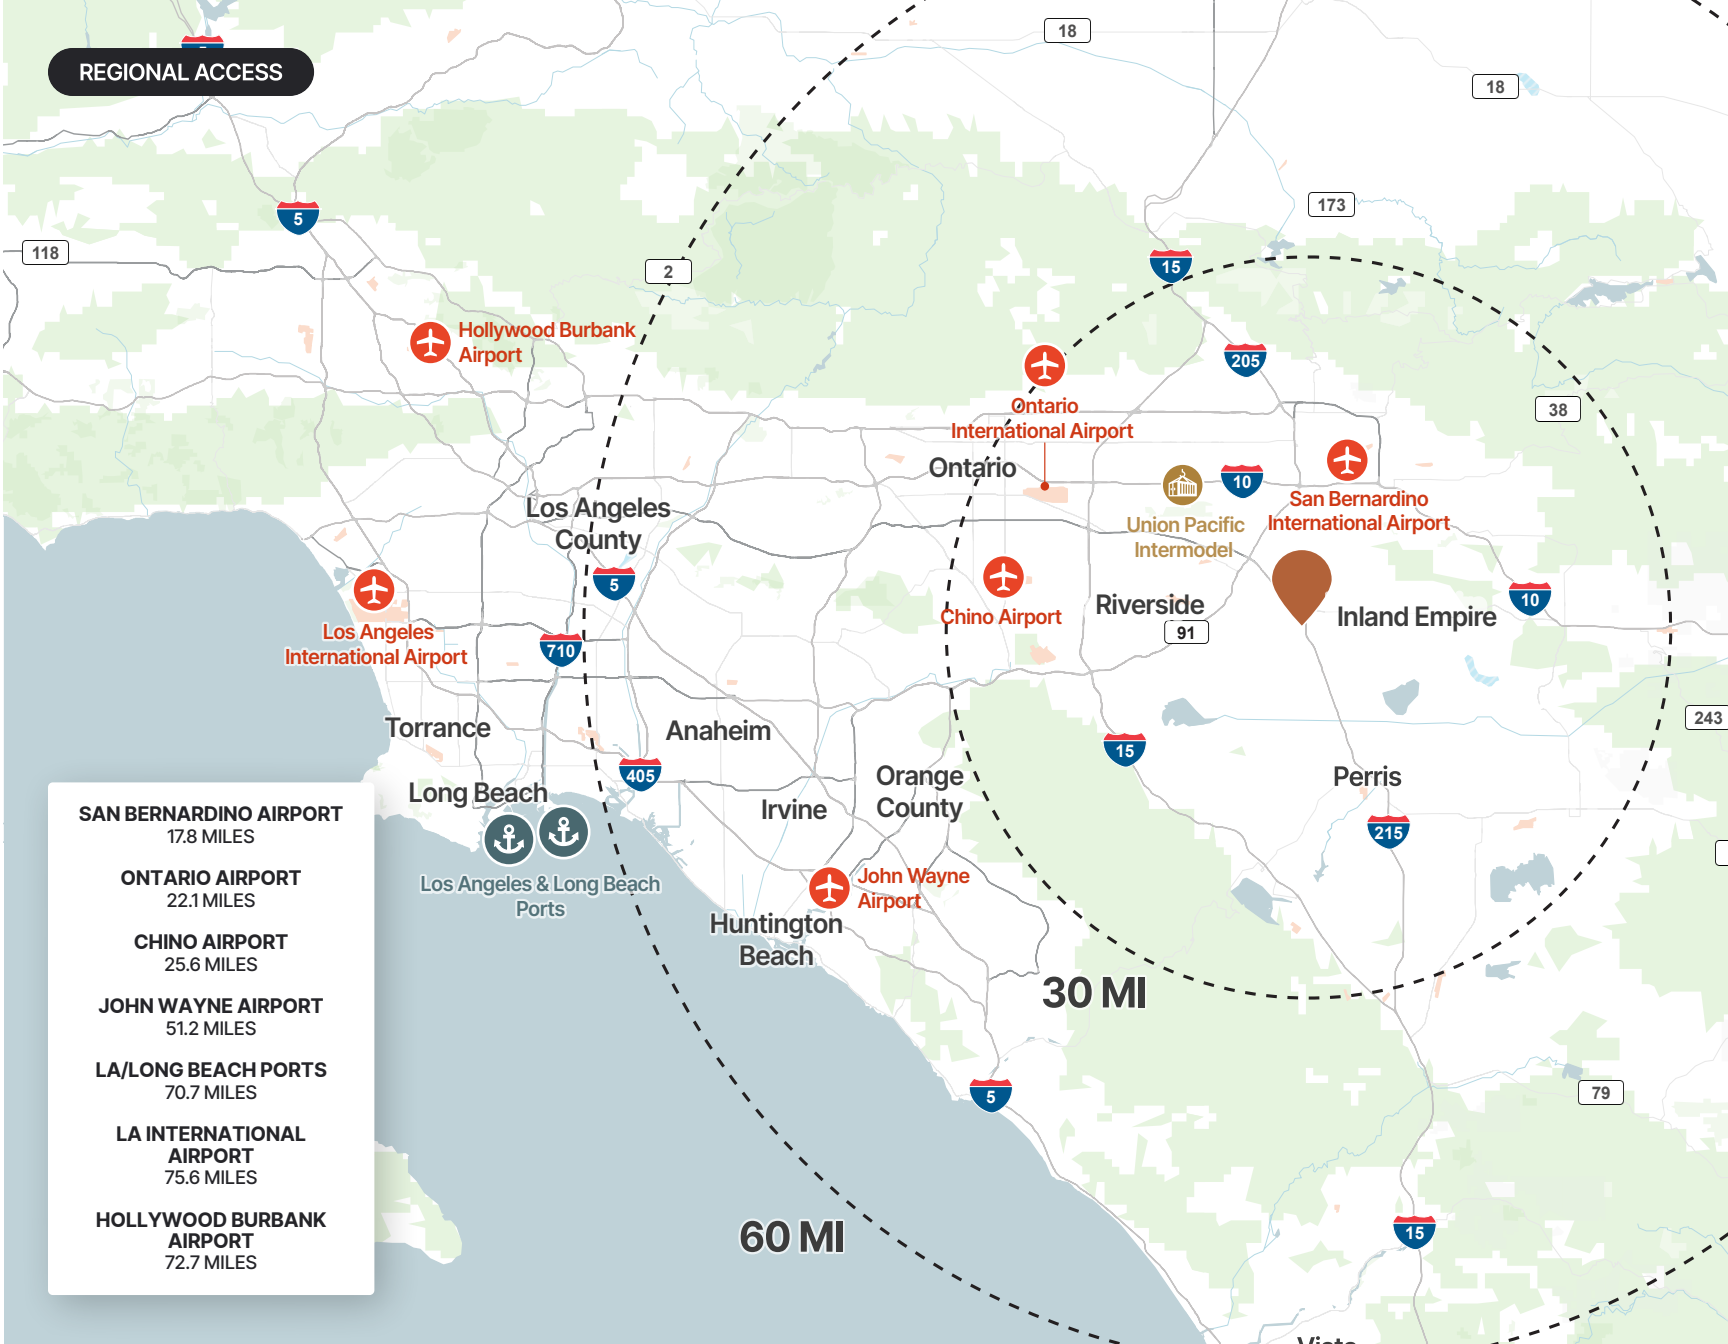 REGIONAL ACCESS
18
18
5
173
118
2
15
Hollywood Burbank
Airport
205
Ontario
International Airport
38
Ontario
10
San Bernardino
International Airport
Union Pacific
Intermodel
Los Angeles
County
5
Chino Airport
Riverside
91
Inland Empire
10
Los Angeles
International Airport
710
Torrance
Anaheim
243
15
405
Long Beach
Orange
County
Irvine
Perris
215
Los Angeles & Long Beach
Ports
John Wayne
Airport
Huntington
Beach
30 MI
5
79
15
60 MI
SAN BERNARDINO AIRPORT
17.8 MILES
ONTARIO AIRPORT
22.1 MILES
CHINO AIRPORT
25.6 MILES
JOHN WAYNE AIRPORT
51.2 MILES
LA/LONG BEACH PORTS
70.7 MILES
LA INTERNATIONAL
AIRPORT
75.6 MILES
HOLLYWOOD BURBANK
AIRPORT
72.7 MILES